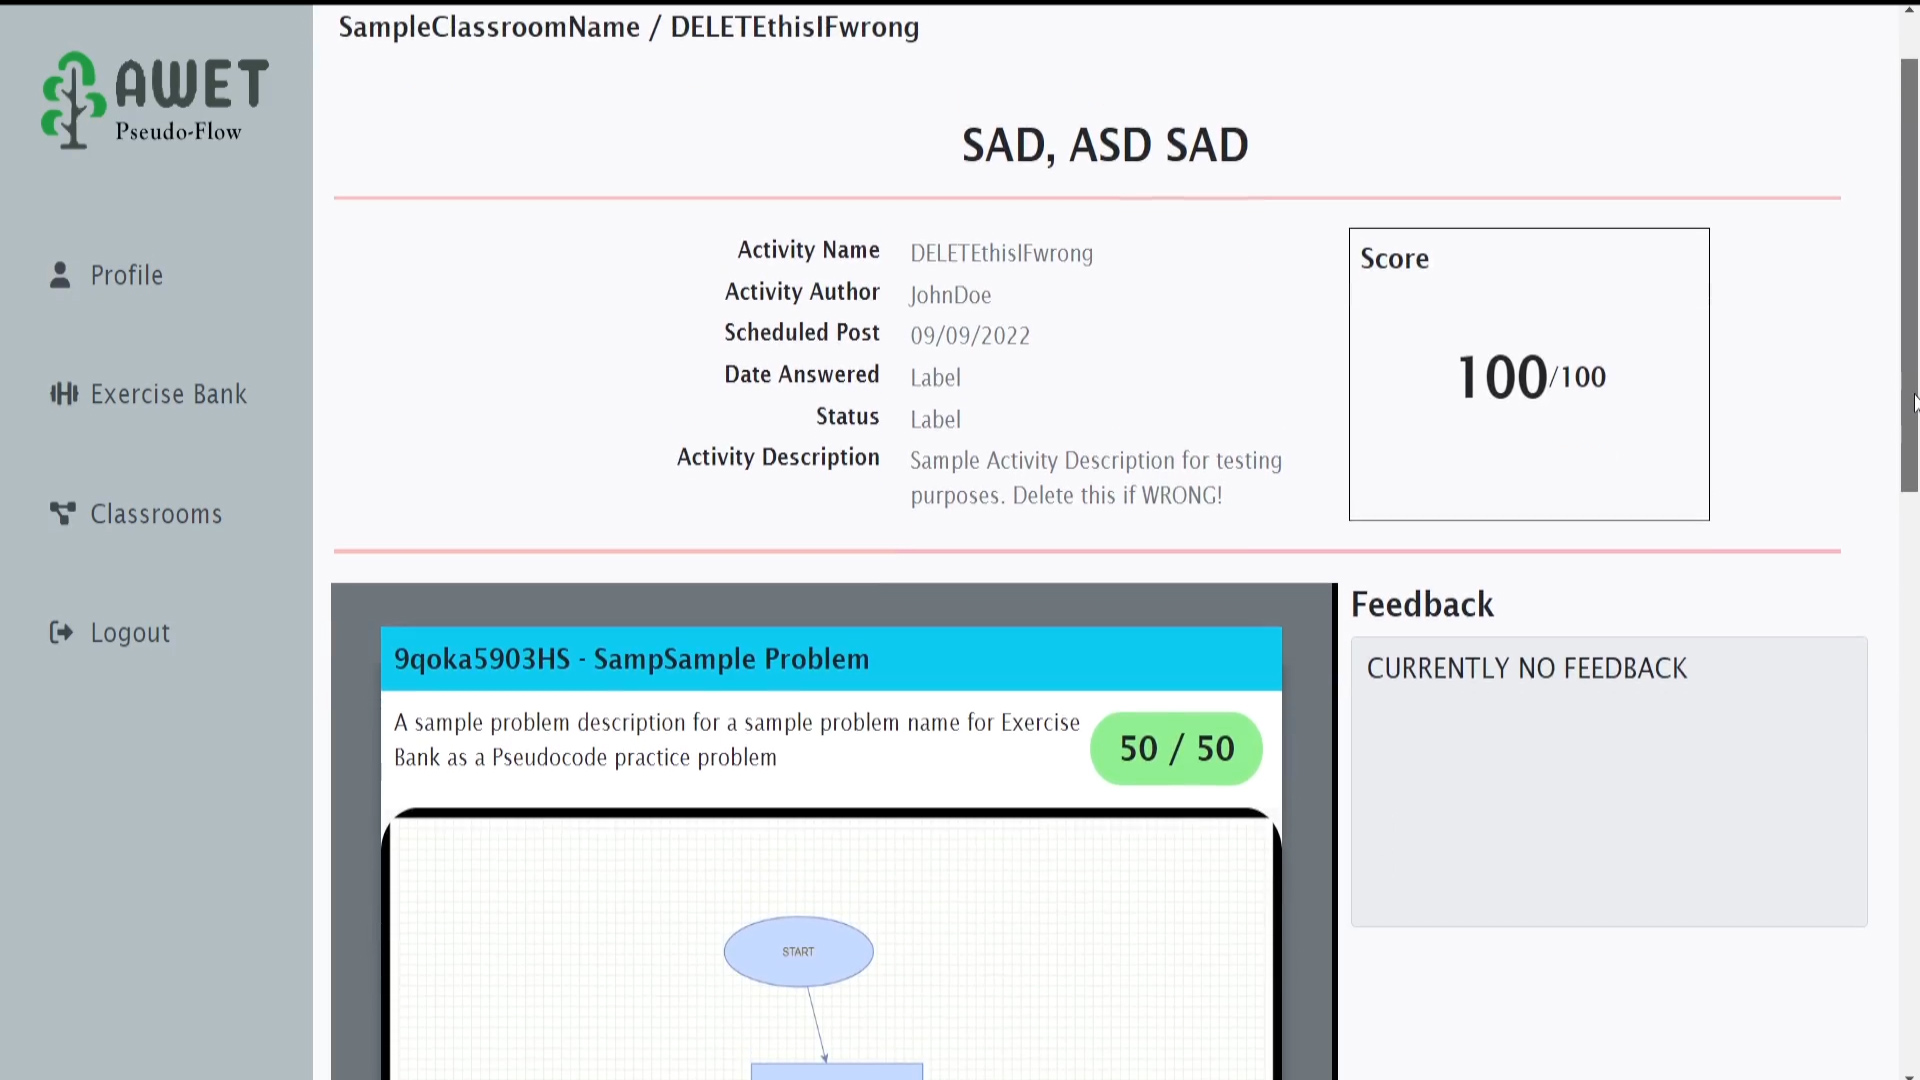 SampleClassroomName / DELETEthisIFwrong
AWET
Pseudo-Flow
SAD, ASD SAD
Profile
Exercise Bank
Classrooms
Logout
Activity Name DELETEthisIFwrong
Activity Author JohnDoe
Scheduled Post 09/09/2022
Date Answered Label
Status Label
Activity Description Sample Activity Description for testing
purposes. Delete this if WRONG!
Score
100/100
9qoka5903HS - SampSample Problem
A sample problem description for a sample problem name for Exercise
Bank as a Pseudocode practice problem
50 / 50
START
Feedback
CURRENTLY NO FEEDBACK